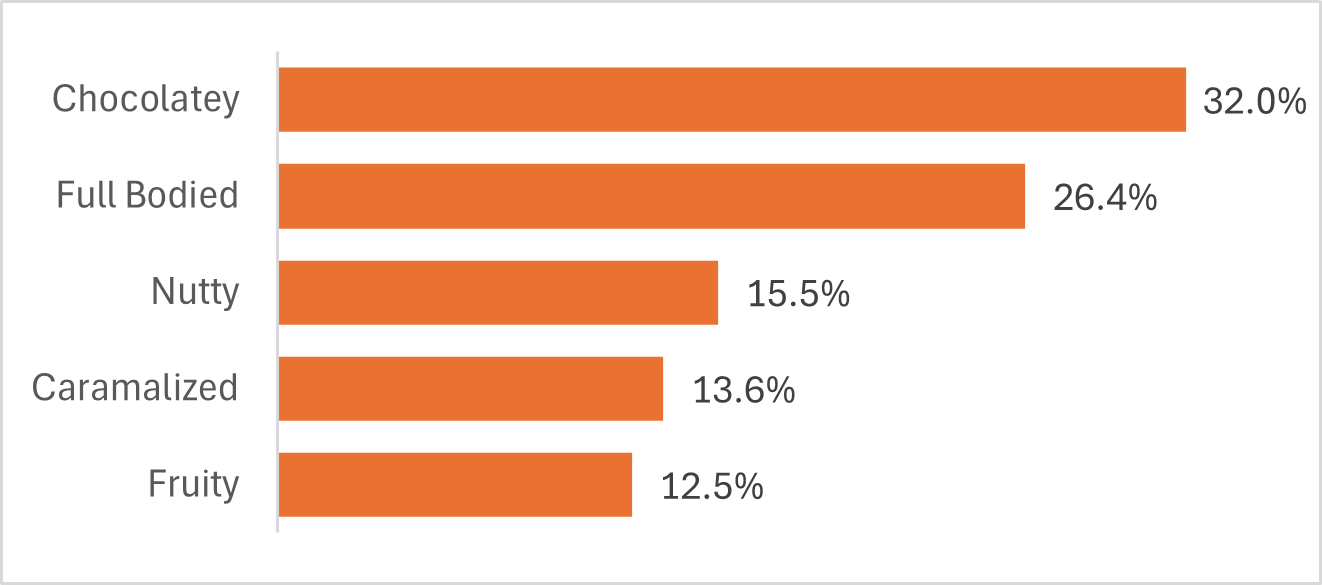 Chocolatey 32.0%
Full Bodied 26.4%
Nutty 15.5%
Caramalized 13.6%
Fruity 12.5%